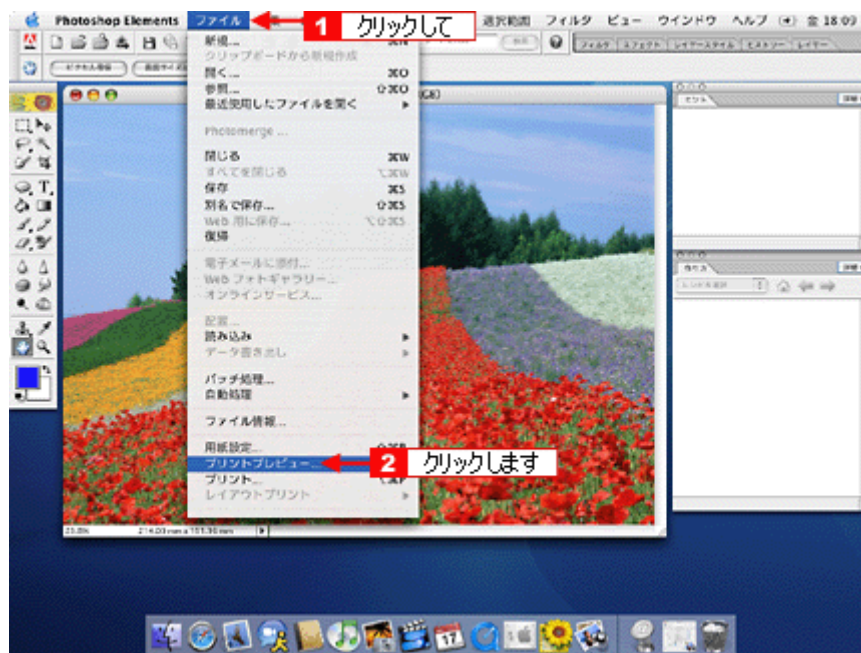 Photoshop Elements ファイル 1 クリックして 選択範囲 フィルタ ビュー ウインドウ ヘルプ 金 18:03
新規... ⌘N
クリップボードから新規作成
開く... ⌘O
参照... ⇧⌘O
最近使用したファイルを開く
Photomerge ...
閉じる ⌘W
すべてを閉じる ⌥⌘W
保存 ⌘S
別名で保存... ⇧⌘S
Web 用に保存... ⌥⇧⌘S
復帰
電子メールに添付...
Web フォトギャラリー...
オンラインサービス...
配置...
読み込み
データ書き出し
バッチ処理...
自動処理
ファイル情報...
用紙設定... ⇧⌘P
プリントプレビュー... 2 クリックします
プリント... ⌥⌘P
レイアウトプリント
17